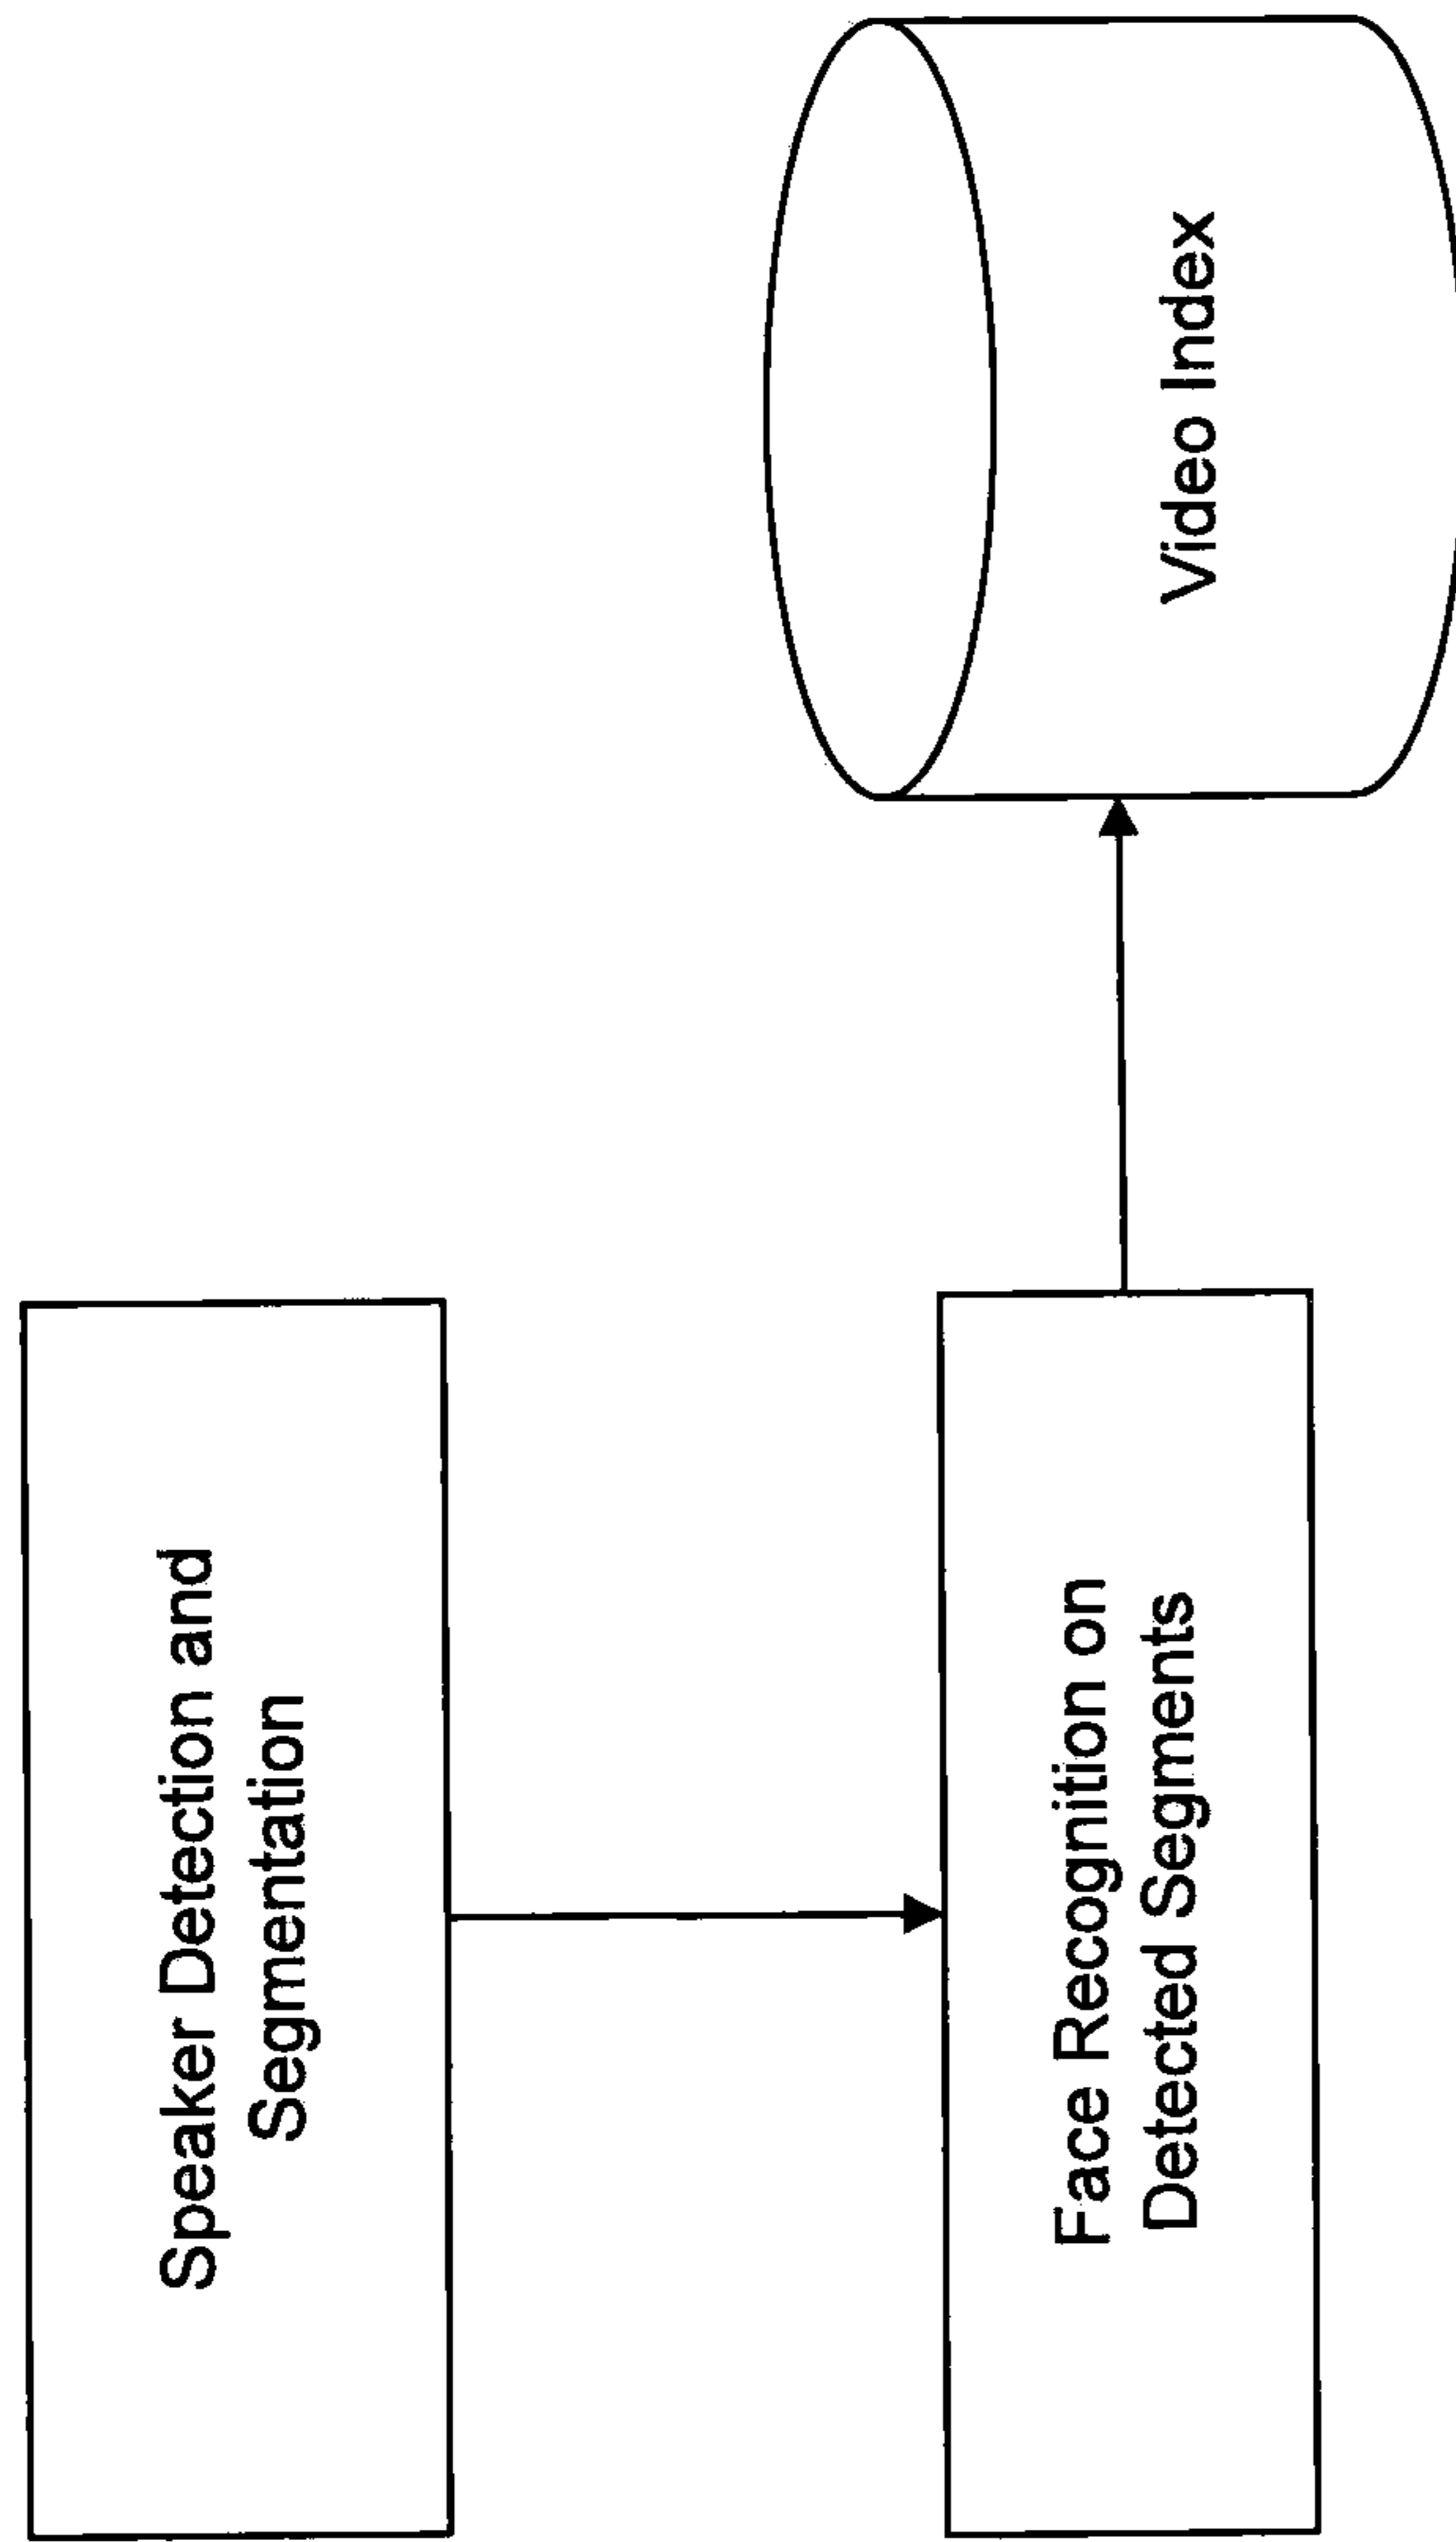 Speaker Detection and
Segmentation
Face Recognition on
Detected Segments
Video Index